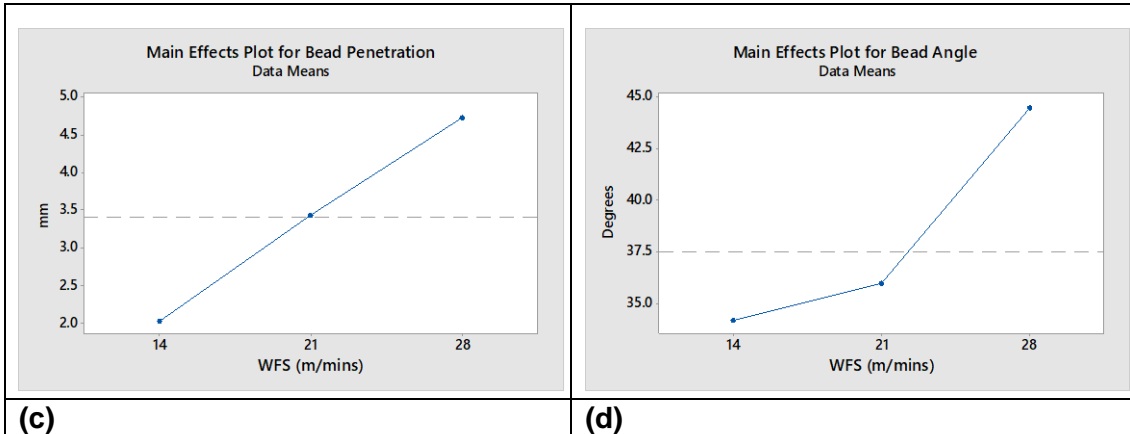 Main Effects Plot for Bead Penetration
Data Means
5.0
4.5
4.0
3.5
3.0
2.5
2.0
mm
14 21 28
WFS (m/mins)
(c)
Main Effects Plot for Bead Angle
Data Means
45.0
42.5
40.0
37.5
35.0
Degrees
14 21 28
WFS (m/mins)
(d)